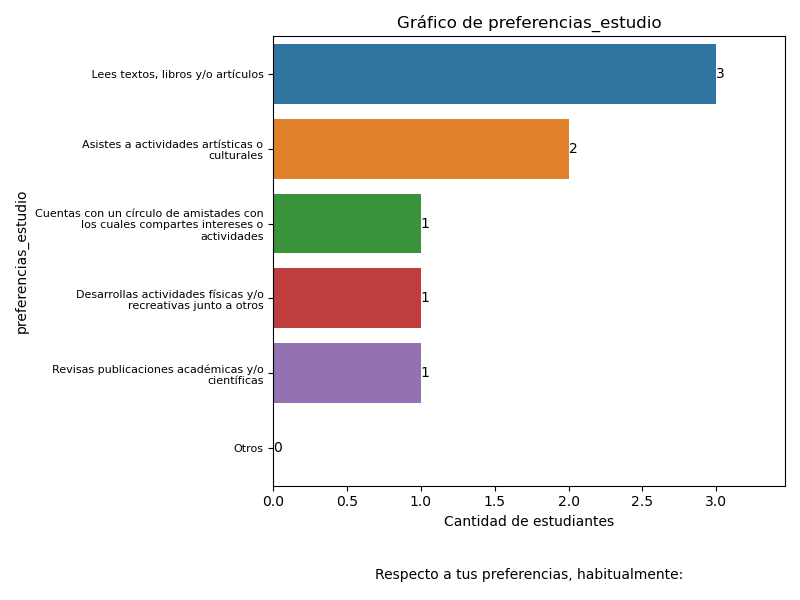 Gráfico de preferencias_estudio
preferencias_estudio
Lees textos, libros y/o artículos
3
Asistes a actividades artísticas o
culturales
2
Cuentas con un círculo de amistades con
los cuales compartes intereses o
actividades
1
Desarrollas actividades físicas y/o
recreativas junto a otros
1
Revisas publicaciones académicas y/o
científicas
1
Otros
0
0.0 0.5 1.0 1.5 2.0 2.5 3.0
Cantidad de estudiantes
Respecto a tus preferencias, habitualmente: